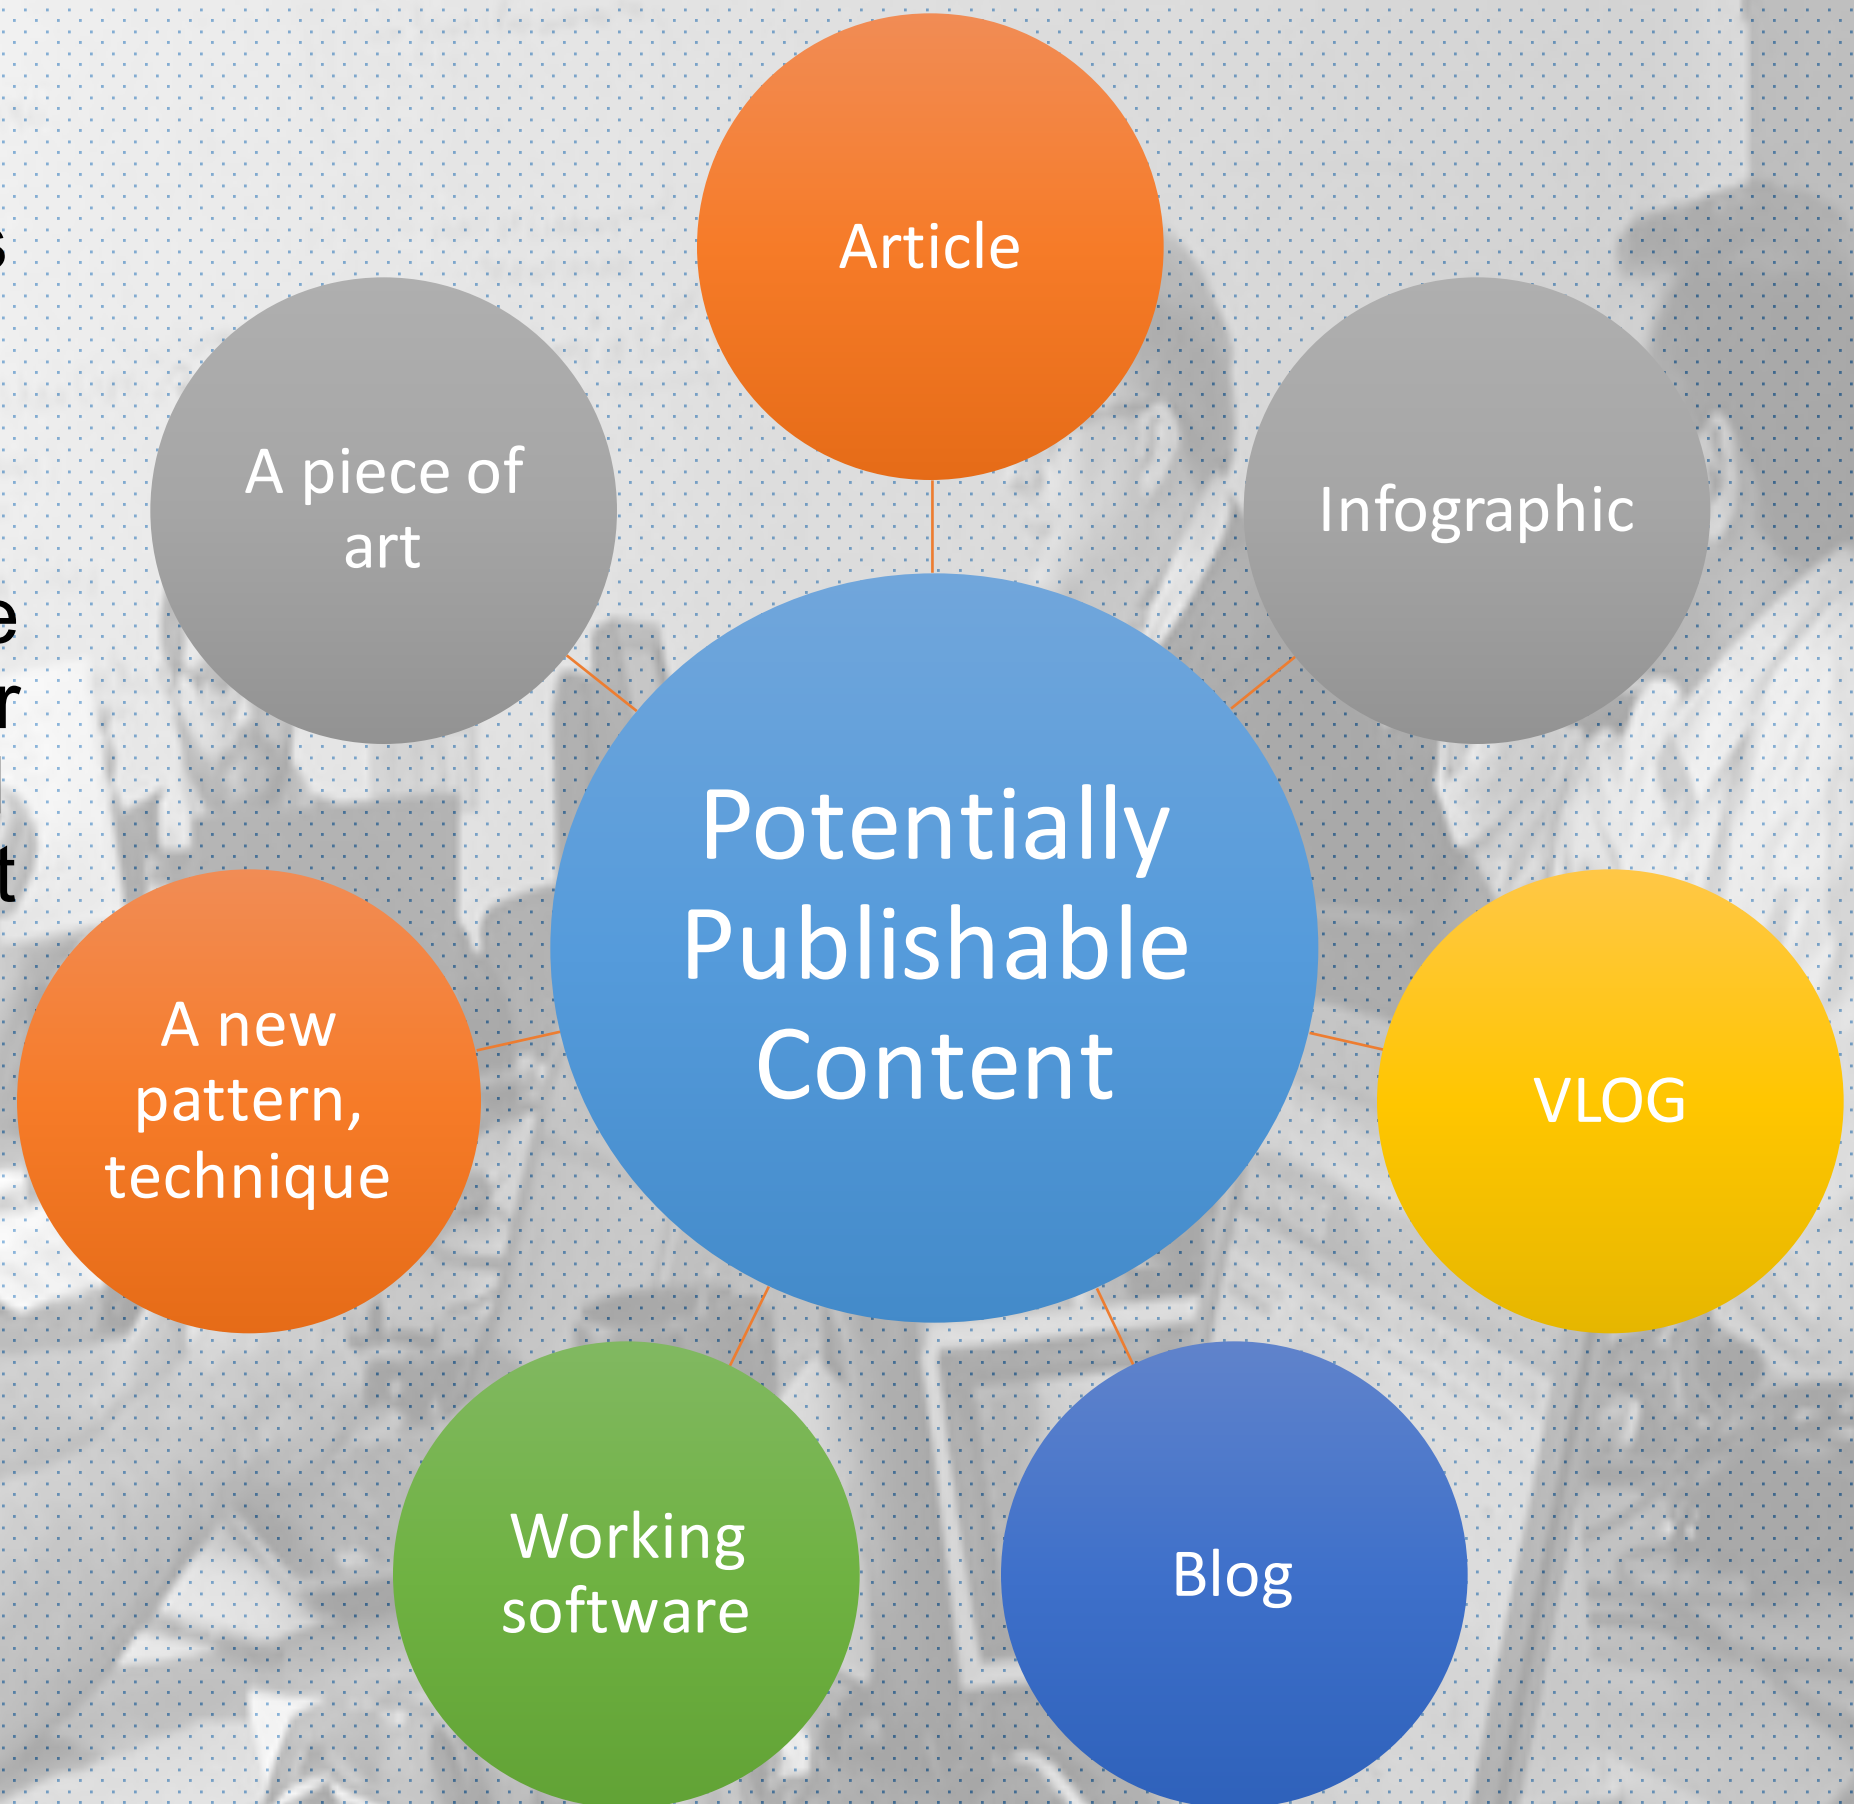 Article
A piece of
art
Infographic
Potentially
Publishable
Content
A new
pattern,
technique
VLOG
Working
software
Blog